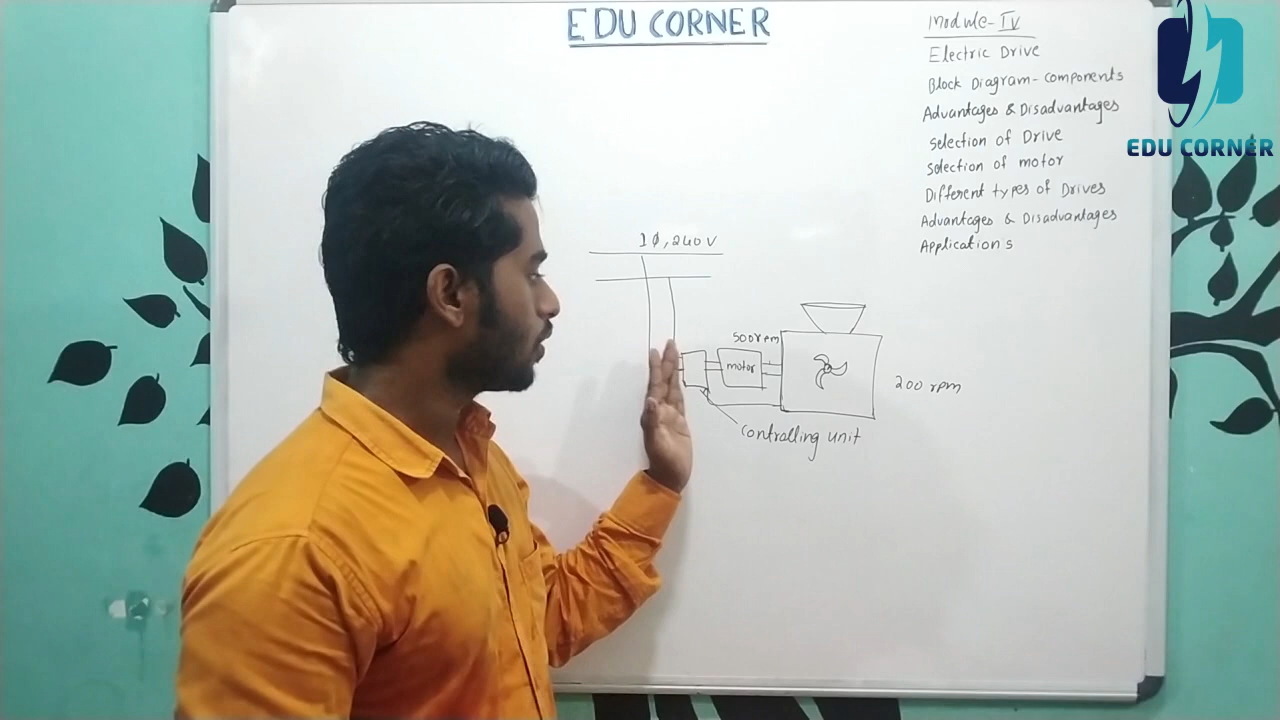 EDU CORNER
Module-IV
Electric Drive
Block Diagram-Components
Advantages & Disadvantages
Selection of Drive
Selection of motor
Different types of Drives
Advantages & Disadvantages
Applications
EDU CORNER
1Φ, 240V
500rpm
motor
200 rpm
Controlling unit